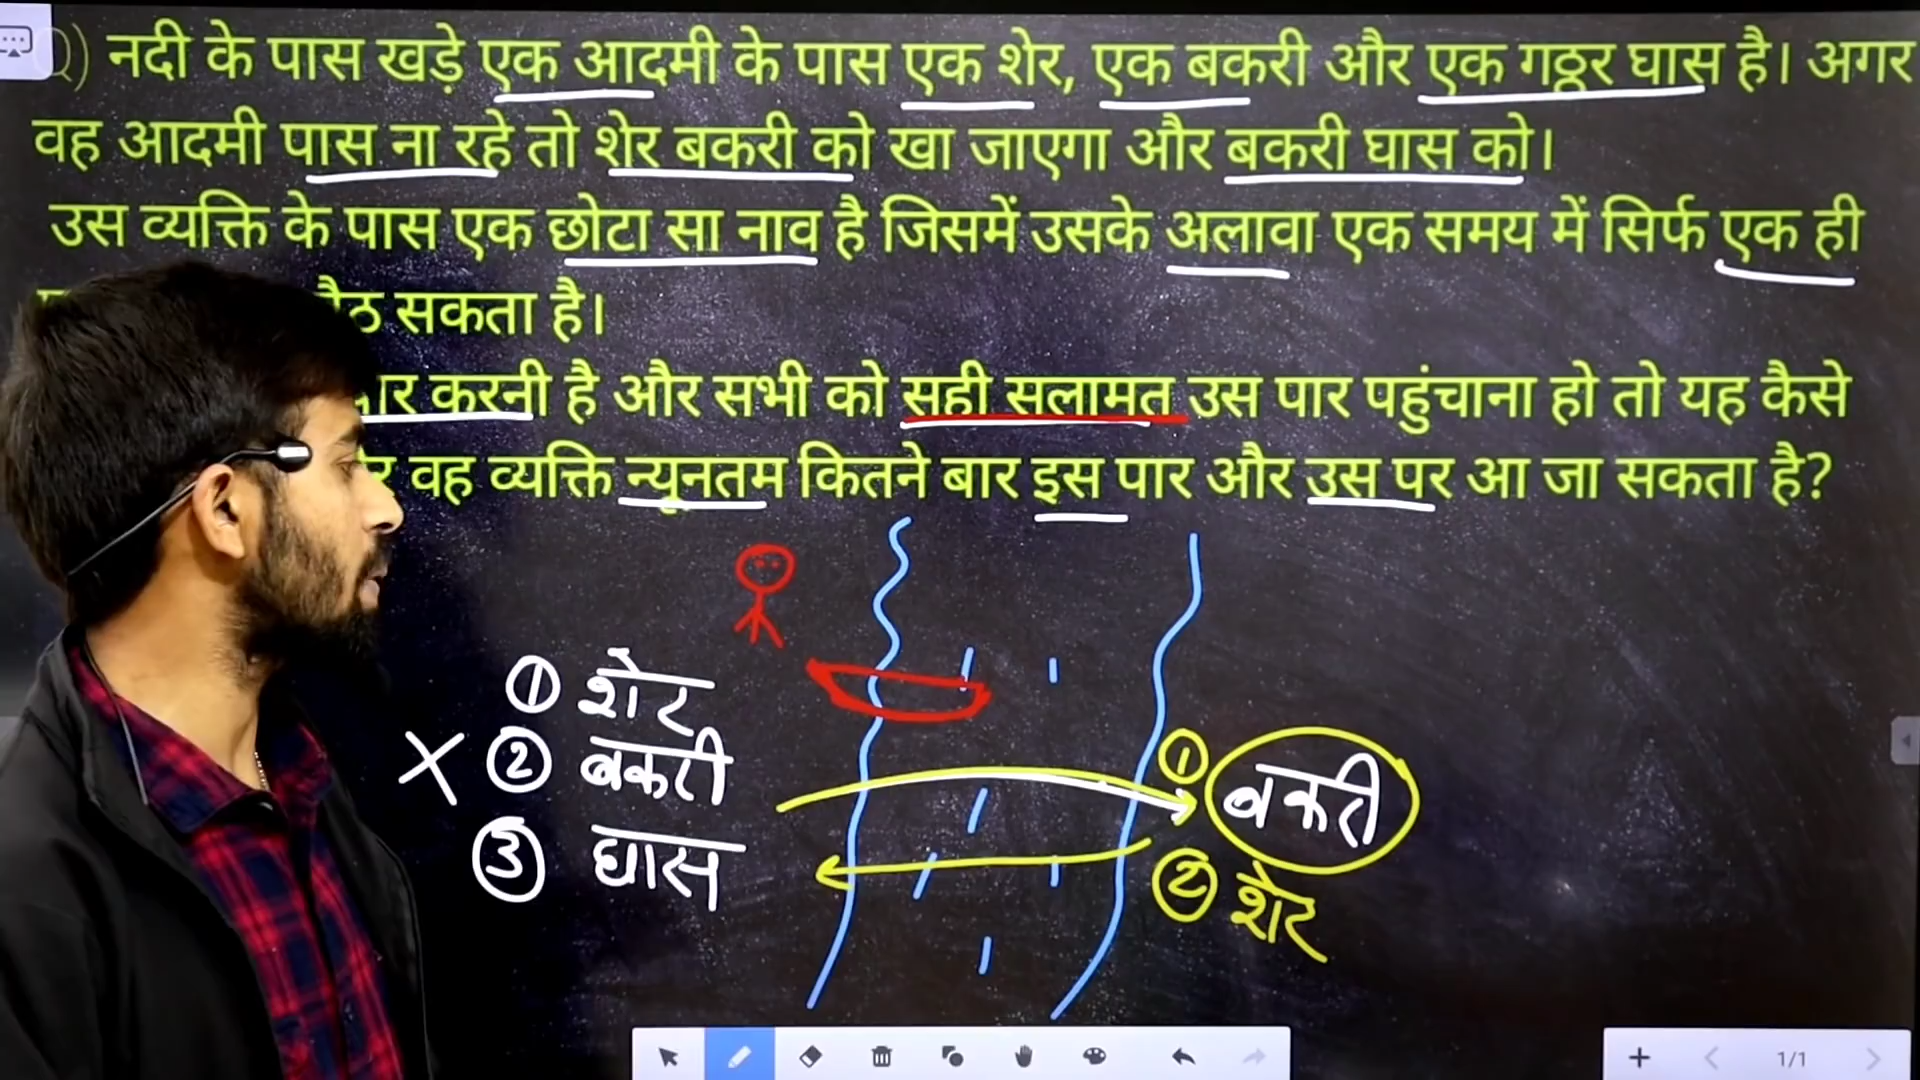 Q) नदी के पास खड़े एक आदमी के पास एक शेर, एक बकरी और एक गठ्ठर घास है। अगर
वह आदमी पास ना रहे तो शेर बकरी को खा जाएगा और बकरी घास को।
उस व्यक्ति के पास एक छोटा सा नाव है जिसमें उसके अलावा एक समय में सिर्फ एक ही
सकता है।
करनी है और सभी को सही सलामत उस पार पहुंचाना हो तो यह कैसे
वह व्यक्ति न्यूनतम कितने बार इस पार और उस पर आ जा सकता है?
① शेर
X ② बकरी
③ घास
① बकरी
② शेर
1/1